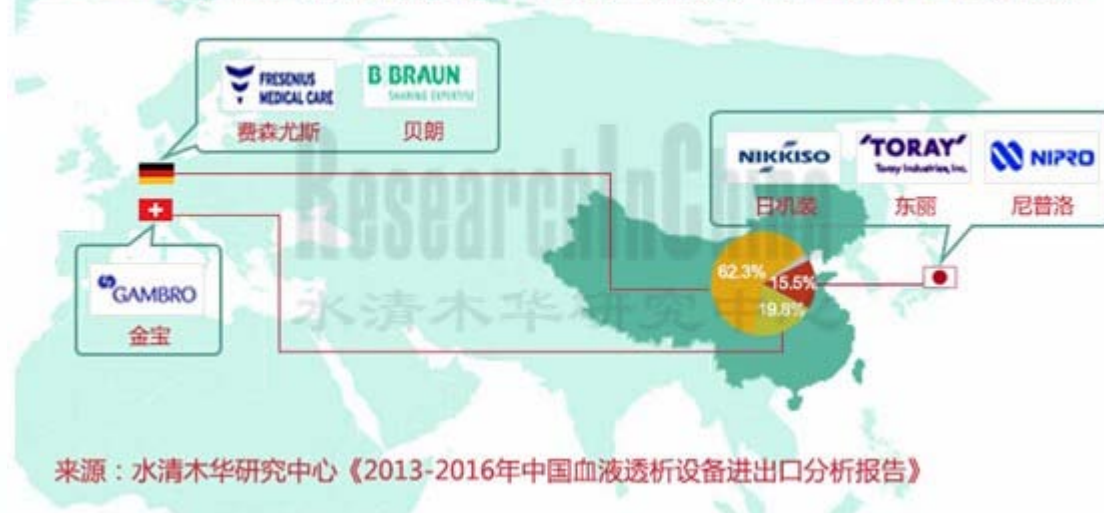 FRESENIUS
MEDICAL CARE
费森尤斯
B BRAUN
SHARING EXPERTISE
贝朗
NIKKISO
日机装
'TORAY'
Toray Industries, Inc.
东丽
NIPRO
尼普洛
GAMBRO
金宝
62.3%
15.5%
19.8%
ResearchInChina
水清木华研究中心
来源：水清木华研究中心《2013-2016年中国血液透析设备进出口分析报告》